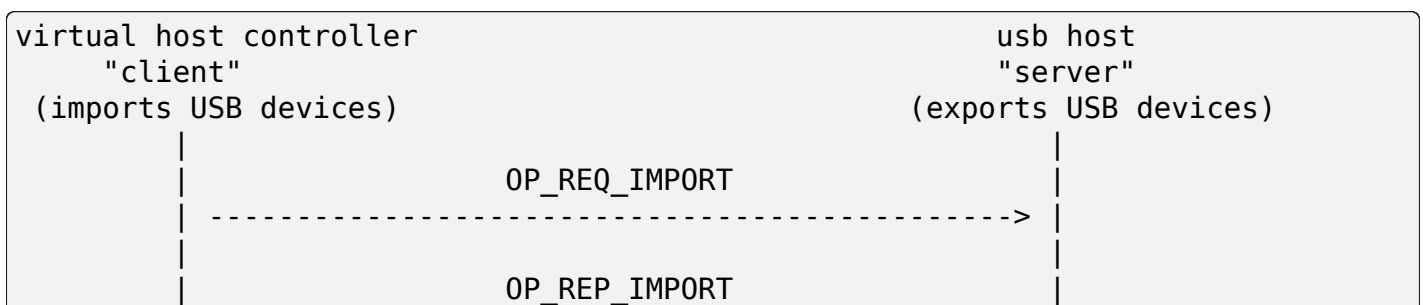 virtual host controller                                 usb host
     "client"                                           "server"
 (imports USB devices)                             (exports USB devices)
         |                                                 |
         |                  OP_REQ_IMPORT                  |
         | ----------------------------------------------> |
         |                                                 |
         |                  OP_REP_IMPORT                  |